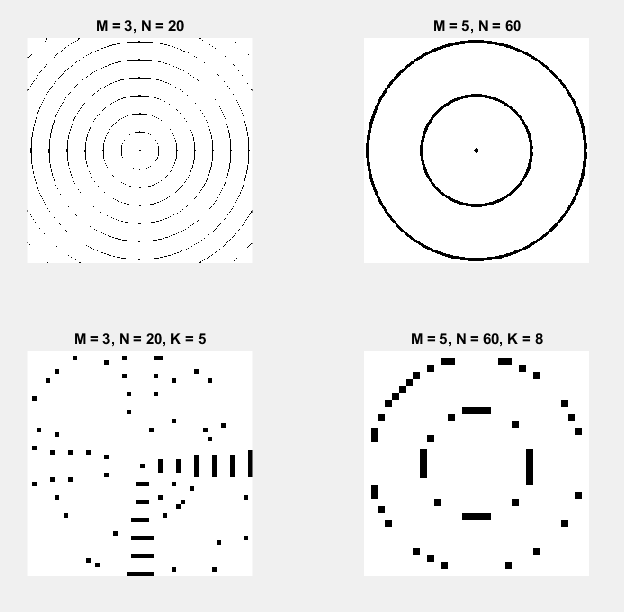 M = 3, N = 20
M = 5, N = 60
M = 3, N = 20, K = 5
M = 5, N = 60, K = 8